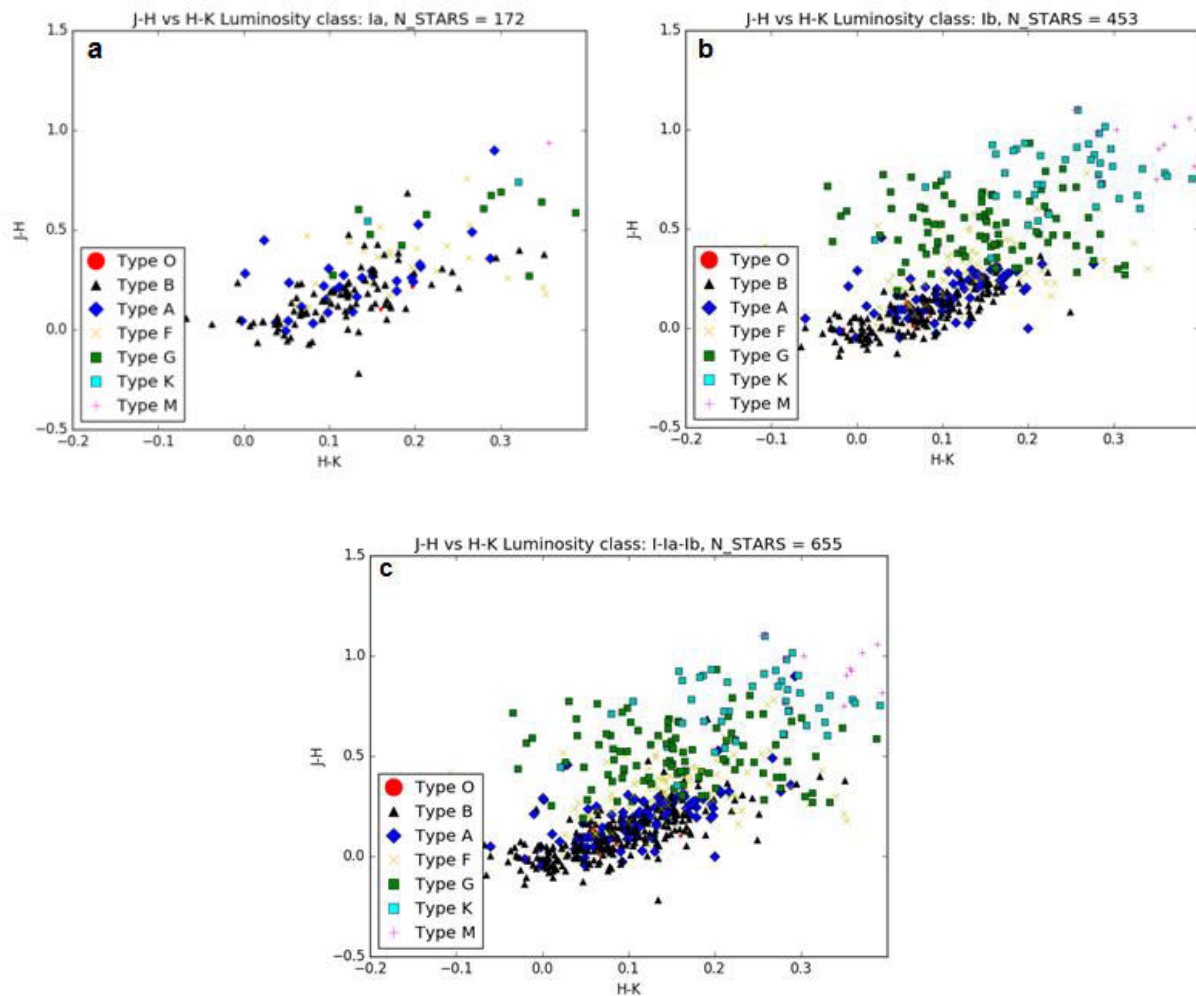 J-H vs H-K Luminosity class: Ia, N_STARS = 172
a
1.5
1.0
0.5
0.0
−0.5
J-H
Type O
Type B
Type A
Type F
Type G
Type K
Type M
−0.2
−0.1
0.0
0.1
0.2
0.3
H-K
J-H vs H-K Luminosity class: Ib, N_STARS = 453
b
1.5
1.0
0.5
0.0
−0.5
J-H
Type O
Type B
Type A
Type F
Type G
Type K
Type M
−0.2
−0.1
0.0
0.1
0.2
0.3
H-K
J-H vs H-K Luminosity class: I-Ia-Ib, N_STARS = 655
c
1.5
1.0
0.5
0.0
−0.5
J-H
Type O
Type B
Type A
Type F
Type G
Type K
Type M
−0.2
−0.1
0.0
0.1
0.2
0.3
H-K